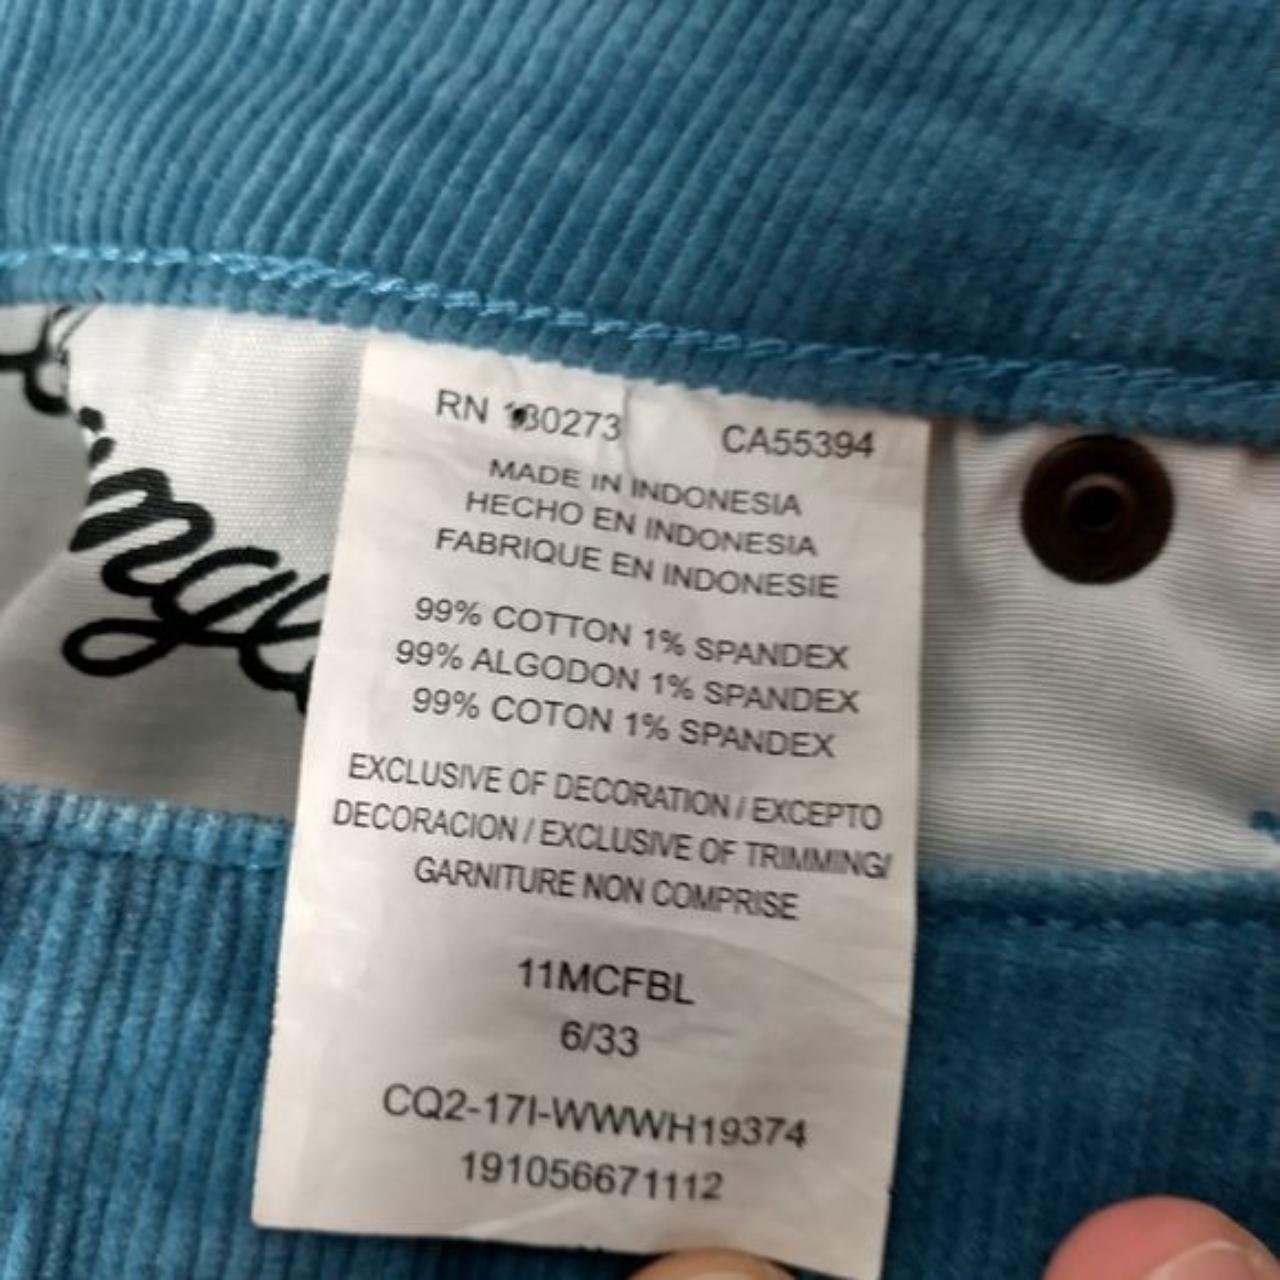 RN 130273 CA55394
MADE IN INDONESIA
HECHO EN INDONESIA
FABRIQUE EN INDONESIE
99% COTTON 1% SPANDEX
99% ALGODON 1% SPANDEX
99% COTON 1% SPANDEX
EXCLUSIVE OF DECORATION / EXCEPTO
DECORACION / EXCLUSIVE OF TRIMMING/
GARNITURE NON COMPRISE
11MCFBL
6/33
CQ2-17I-WWWH19374
191056671112